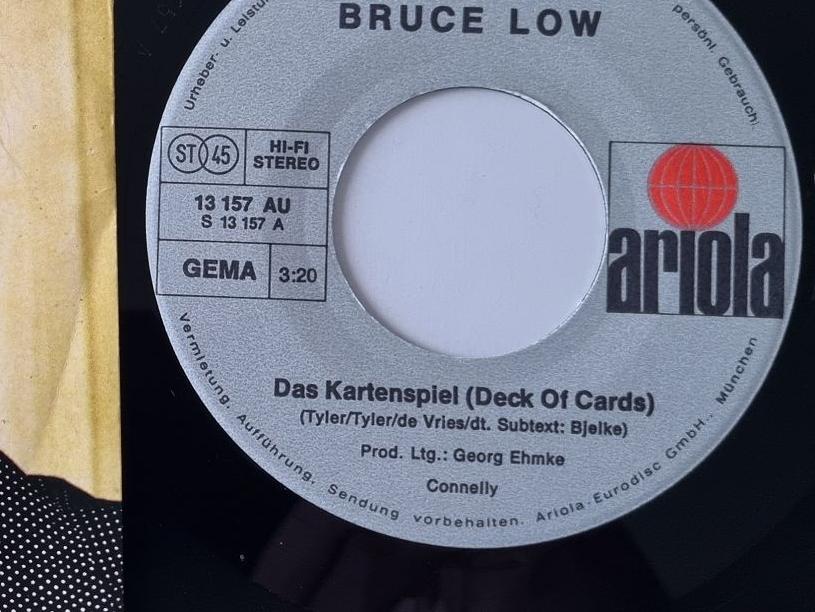 BRUCE LOW
Urheber- u. Leistu
persönl. Gebrauch!
ST 45
HI-FI
STEREO
13 157 AU
S 13 157 A
GEMA
3:20
ariola
Das Kartenspiel (Deck Of Cards)
(Tyler/Tyler/de Vries/dt. Subtext: Bjelke)
Prod. Ltg.: Georg Ehmke
Connelly
Vermietung, Aufführung, Sendung vorbehalten. Ariola-Eurodisc GmbH., München